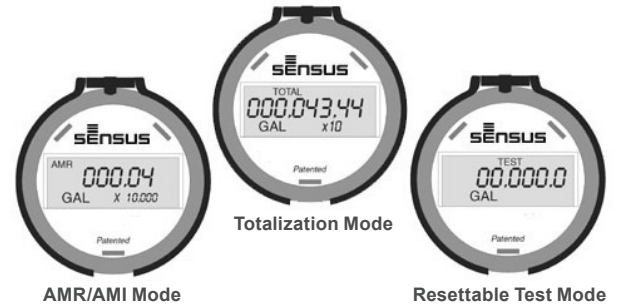 SENSUS
AMR
000.04
GAL X 10.000
Patented
AMR/AMI Mode
SENSUS
TOTAL
000.043.44
GAL x10
Patented
Totalization Mode
SENSUS
TEST
00.000.0
GAL
Patented
Resettable Test Mode